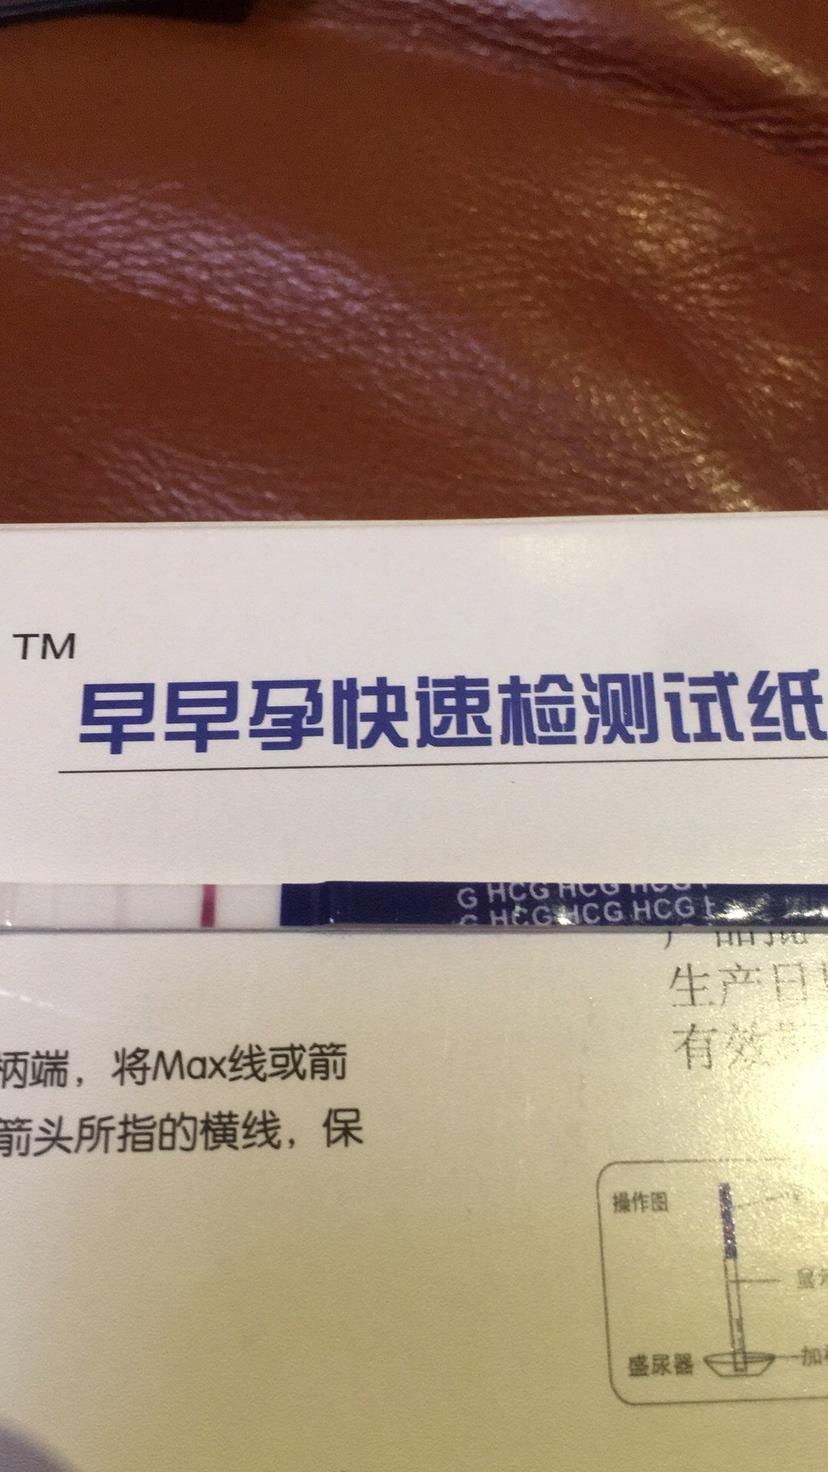 TM
早早孕快速检测试纸
G HCG HCG HCG
G HCG HCG HCG
生产日
有效
柄端，将Max线或箭
箭头所指的横线，保
操作图
盛尿器